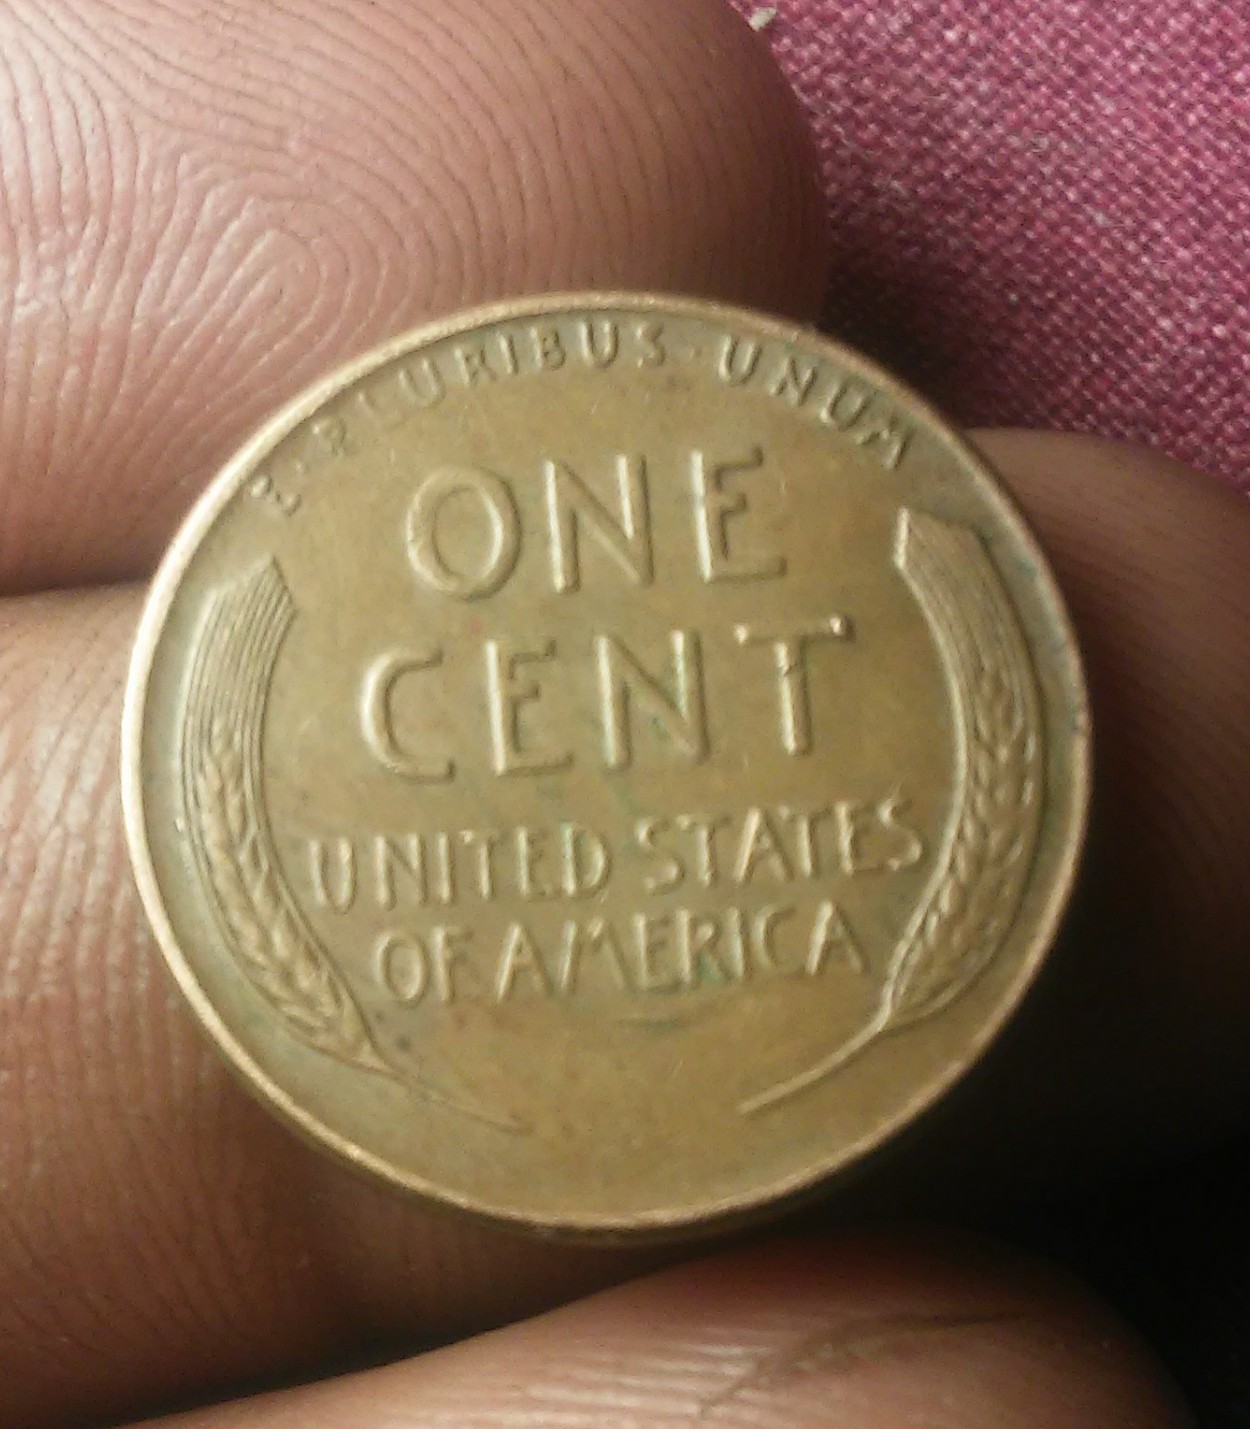 E·PLURIBUS·UNUM
ONE
CENT
UNITED STATES
OF AMERICA